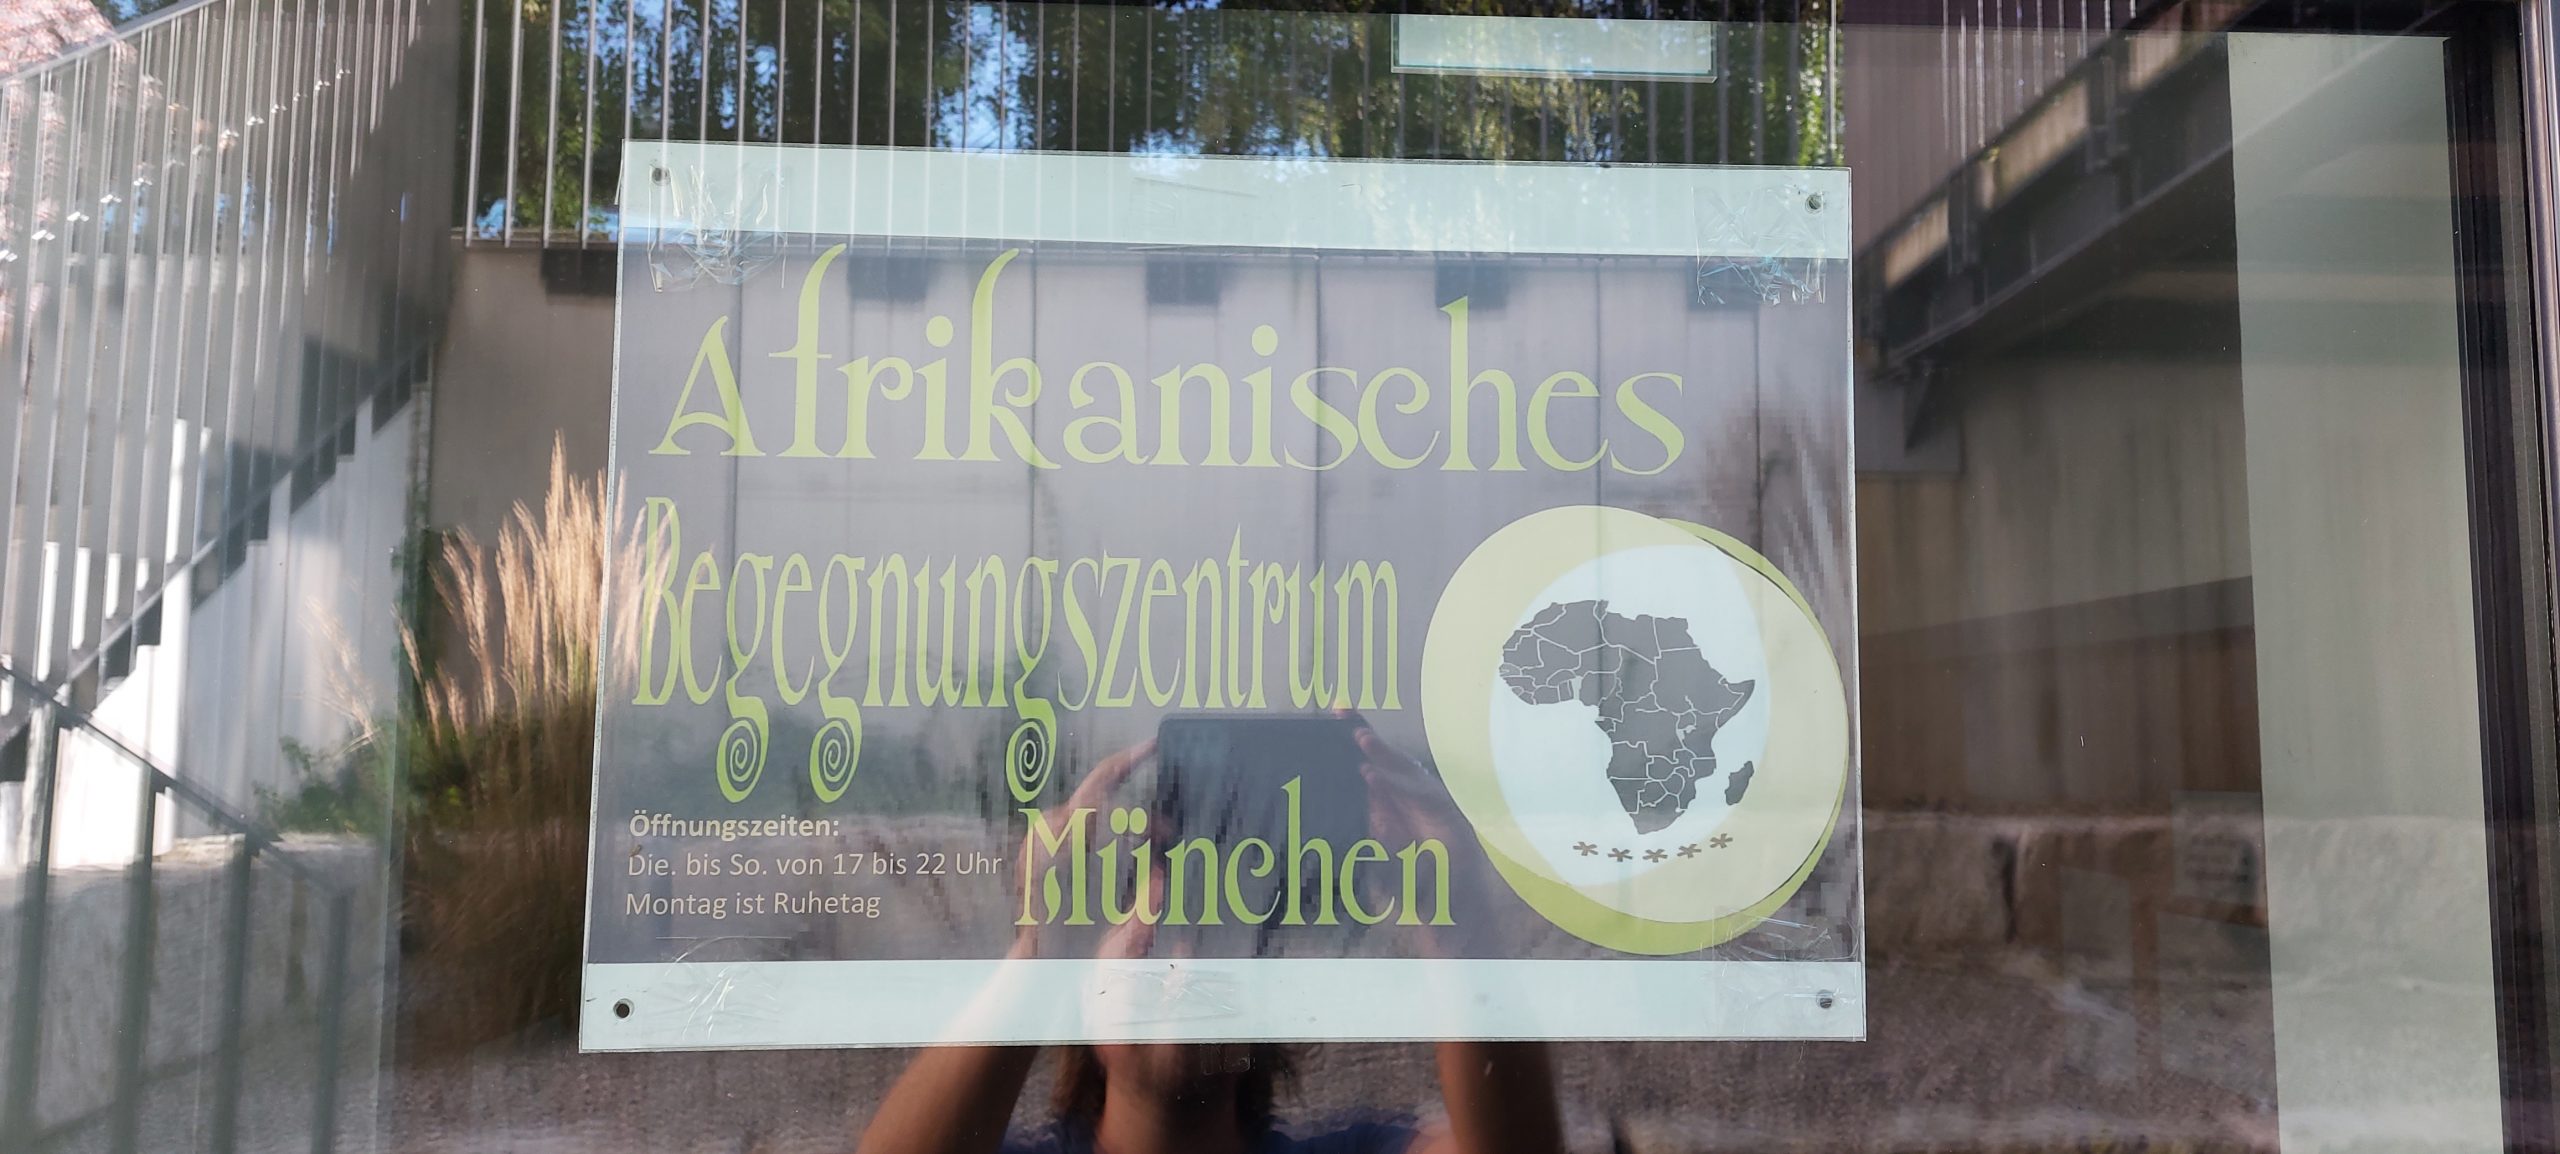 Afrikanisches
Begegnungszentrum
München
Öffnungszeiten:
Die. bis So. von 17 bis 22 Uhr
Montag ist Ruhetag
*****